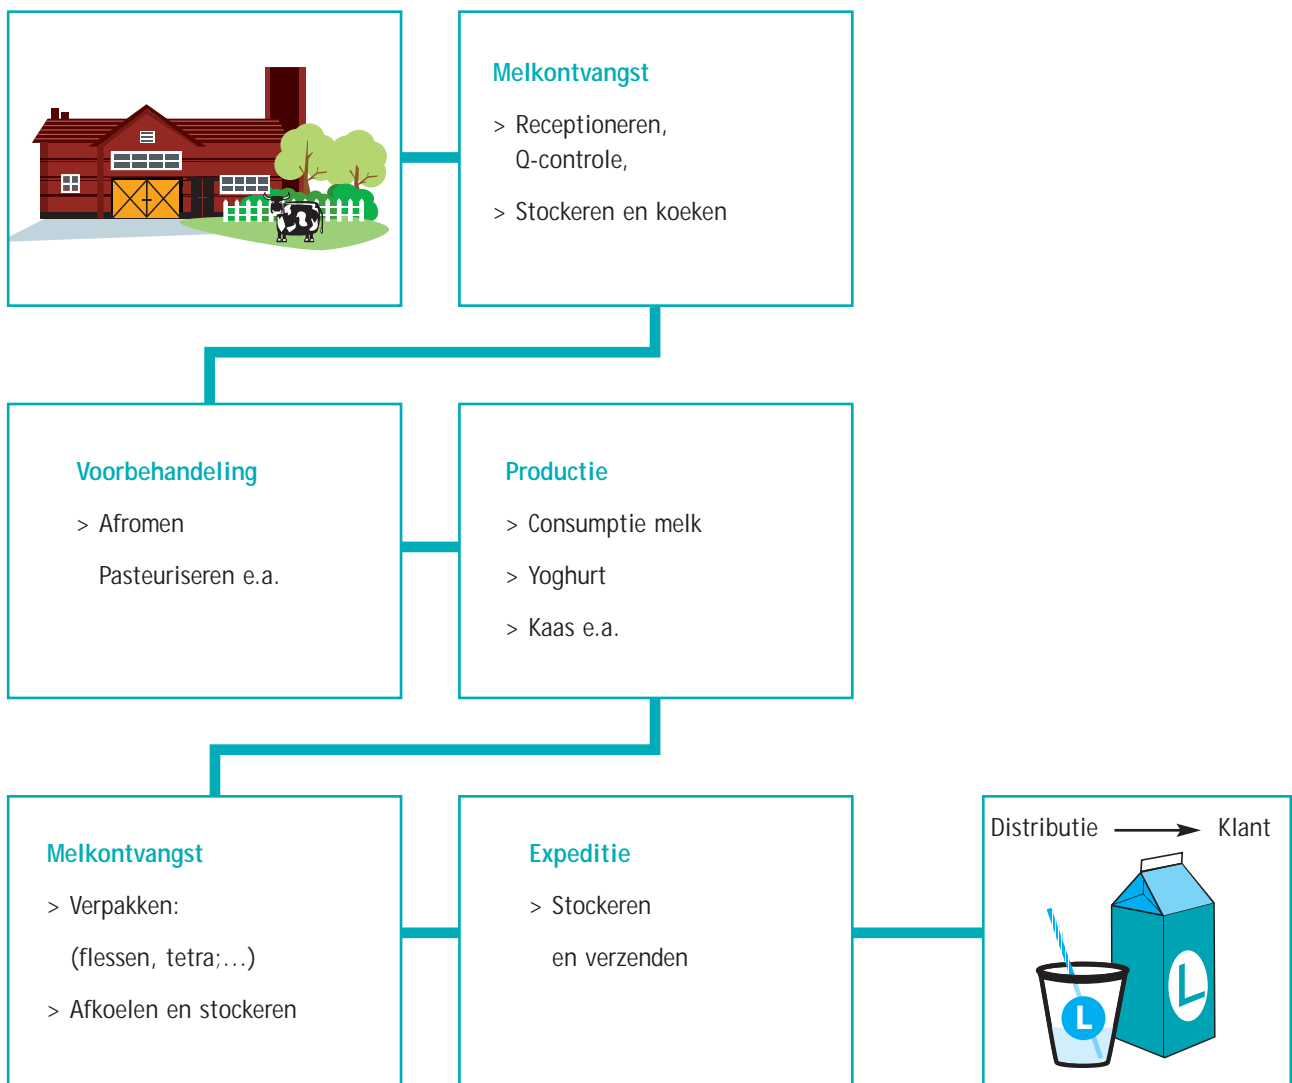 Melkontvangst
> Receptioneren,
Q-controle,
> Stockeren en koeken
Voorbehandeling
> Afromen
Pasteuriseren e.a.
Productie
> Consumptie melk
> Yoghurt
> Kaas e.a.
Melkontvangst
> Verpakken:
(flessen, tetra;...)
> Afkoelen en stockeren
Expeditie
> Stockeren
en verzenden
Distributie → Klant
L
L